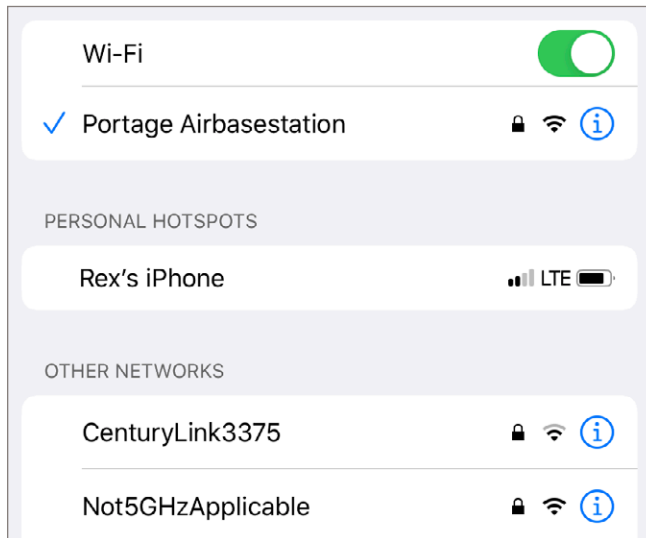 Wi-Fi
Portage Airbasestation
PERSONAL HOTSPOTS
Rex's iPhone LTE
OTHER NETWORKS
CenturyLink3375
Not5GHzApplicable